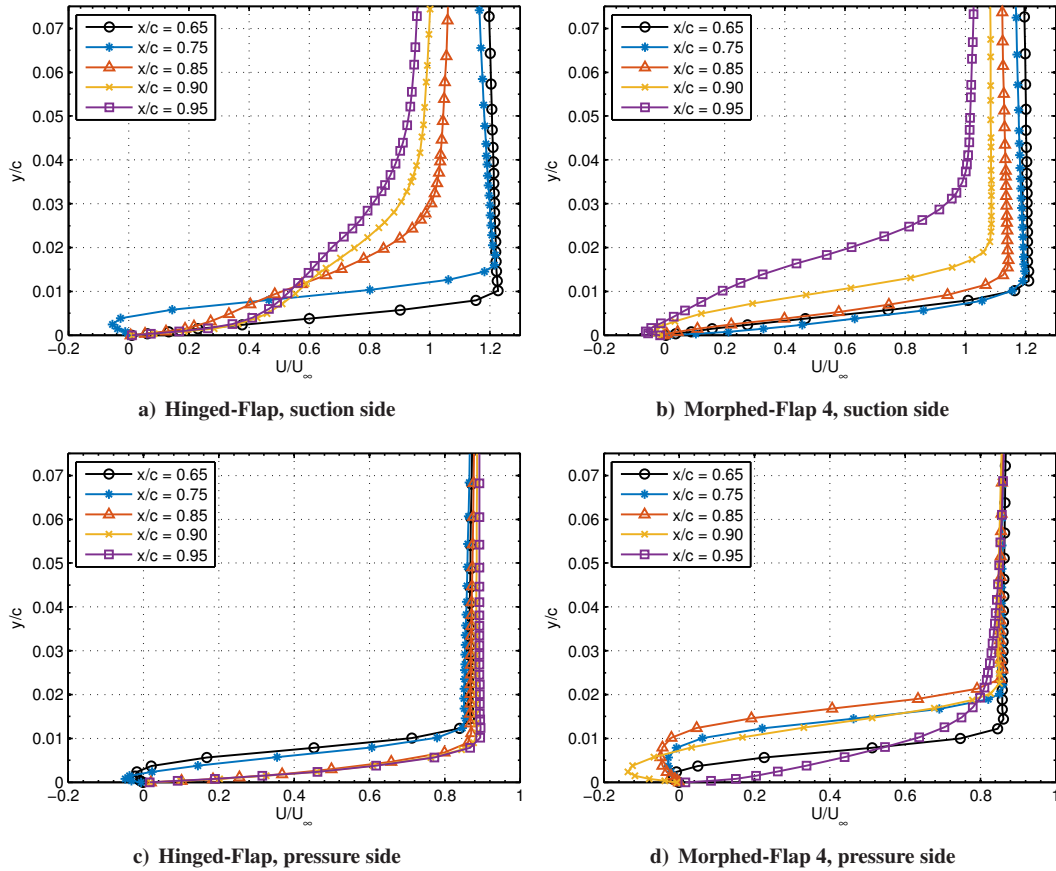 x/c = 0.65
x/c = 0.75
x/c = 0.85
x/c = 0.90
x/c = 0.95
0.07
0.06
0.05
0.04
0.03
0.02
0.01
0
y/c
−0.2 0 0.2 0.4 0.6 0.8 1 1.2
U/U∞
a) Hinged-Flap, suction side
x/c = 0.65
x/c = 0.75
x/c = 0.85
x/c = 0.90
x/c = 0.95
0.07
0.06
0.05
0.04
0.03
0.02
0.01
0
y/c
−0.2 0 0.2 0.4 0.6 0.8 1 1.2
U/U∞
b) Morphed-Flap 4, suction side
x/c = 0.65
x/c = 0.75
x/c = 0.85
x/c = 0.90
x/c = 0.95
0.07
0.06
0.05
0.04
0.03
0.02
0.01
0
y/c
−0.2 0 0.2 0.4 0.6 0.8 1
U/U∞
c) Hinged-Flap, pressure side
x/c = 0.65
x/c = 0.75
x/c = 0.85
x/c = 0.90
x/c = 0.95
0.07
0.06
0.05
0.04
0.03
0.02
0.01
0
y/c
−0.2 0 0.2 0.4 0.6 0.8 1
U/U∞
d) Morphed-Flap 4, pressure side